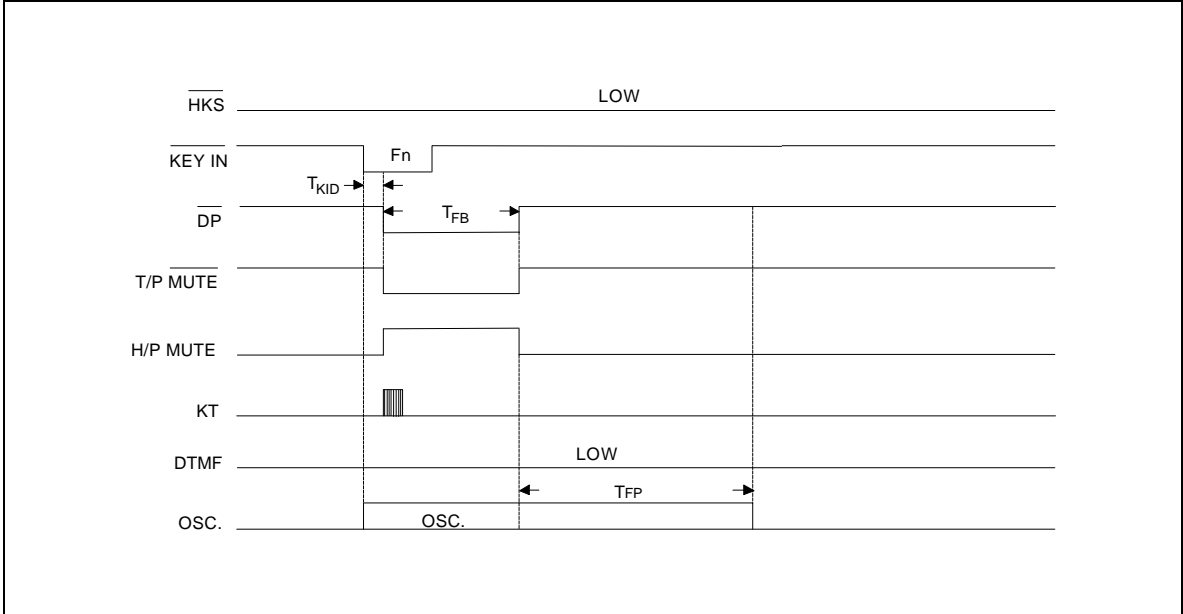 LOW
HKS
Fn
KEY IN
TKID
TFB
DP
T/P MUTE
H/P MUTE
KT
LOW
DTMF
TFP
OSC.
OSC.